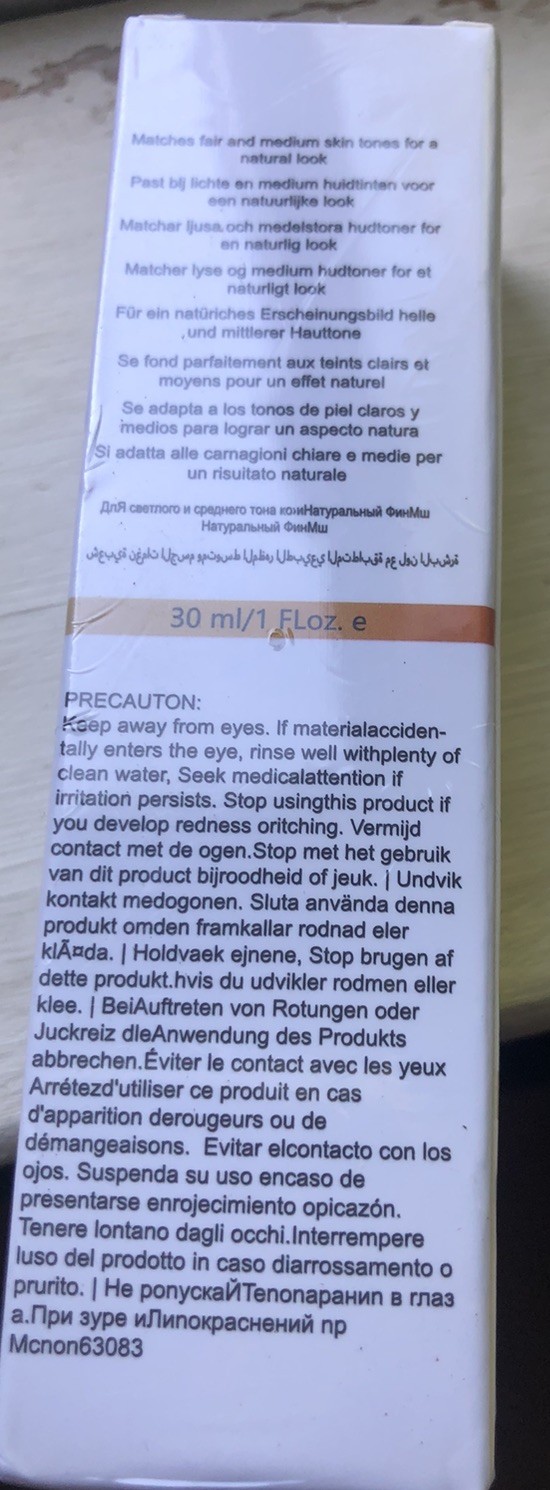 Matches fair and medium skin tones for a
natural look
Past bij lichte en medium huidtinten voor
een natuurlijke look
Matchar ljusa.och medelstora hudtoner for
en naturlig look
Matcher lyse og medium hudtoner for et
naturligt look
Für ein natüriches Erscheinungsbild helle
,und mittlerer Hauttone
Se fond parfaitement aux teints clairs et
moyens pour un effet naturel
Se adapta a los tonos de piel claros y
medios para lograr un aspecto natura
Si adatta alle carnagioni chiare e medie per
un risuitato naturale
ДлЯ светлого и среднего тона кожиНатуральный ФинМш
Натуральный ФинМш
30 ml/1 FLoz. e
PRECAUTON:
Keep away from eyes. If materialacciden-
tally enters the eye, rinse well withplenty of
clean water, Seek medicalattention if
irritation persists. Stop usingthis product if
you develop redness oritching. Vermijd
contact met de ogen.Stop met het gebruik
van dit product bijroodheid of jeuk. | Undvik
kontakt medogonen. Sluta använda denna
produkt omden framkallar rodnad eler
klÃ¤da. | Holdvaek ejnene, Stop brugen af
dette produkt.hvis du udvikler rodmen eller
klee. | BeiAuftreten von Rotungen oder
Juckreiz dleAnwendung des Produkts
abbrechen.Éviter le contact avec les yeux
Arrétezd'utiliser ce produit en cas
d'apparition derougeurs ou de
démangeaisons. Evitar elcontacto con los
ojos. Suspenda su uso encaso de
presentarse enrojecimiento opicazón.
Tenere lontano dagli occhi.Interrempere
luso del prodotto in caso diarrossamento o
prurito. | Не ропускаЙТепопаранип в глаз
а.При зуре иЛипокраснений пр
Mcnon63083